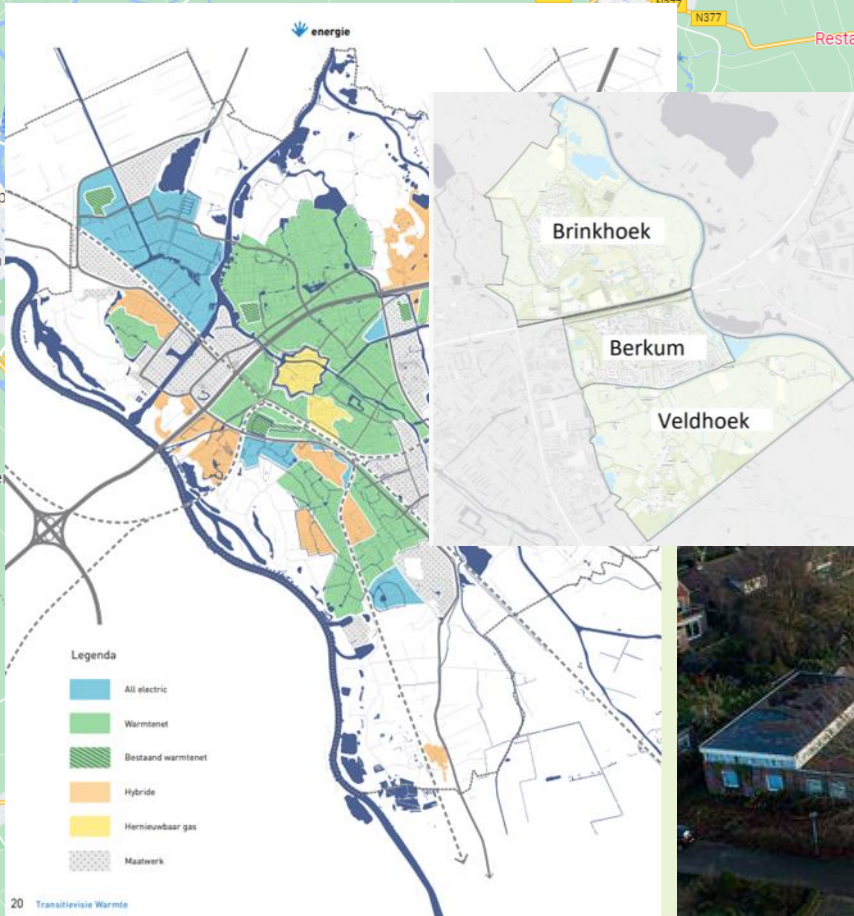 N377
N377
Resta
energie
Brinkhoek
Berkum
Veldhoek
Legenda
All electric
Warmtenet
Bestaand warmtenet
Hybride
Hernieuwbaar gas
Maatwerk
20 Transitievisie Warmte